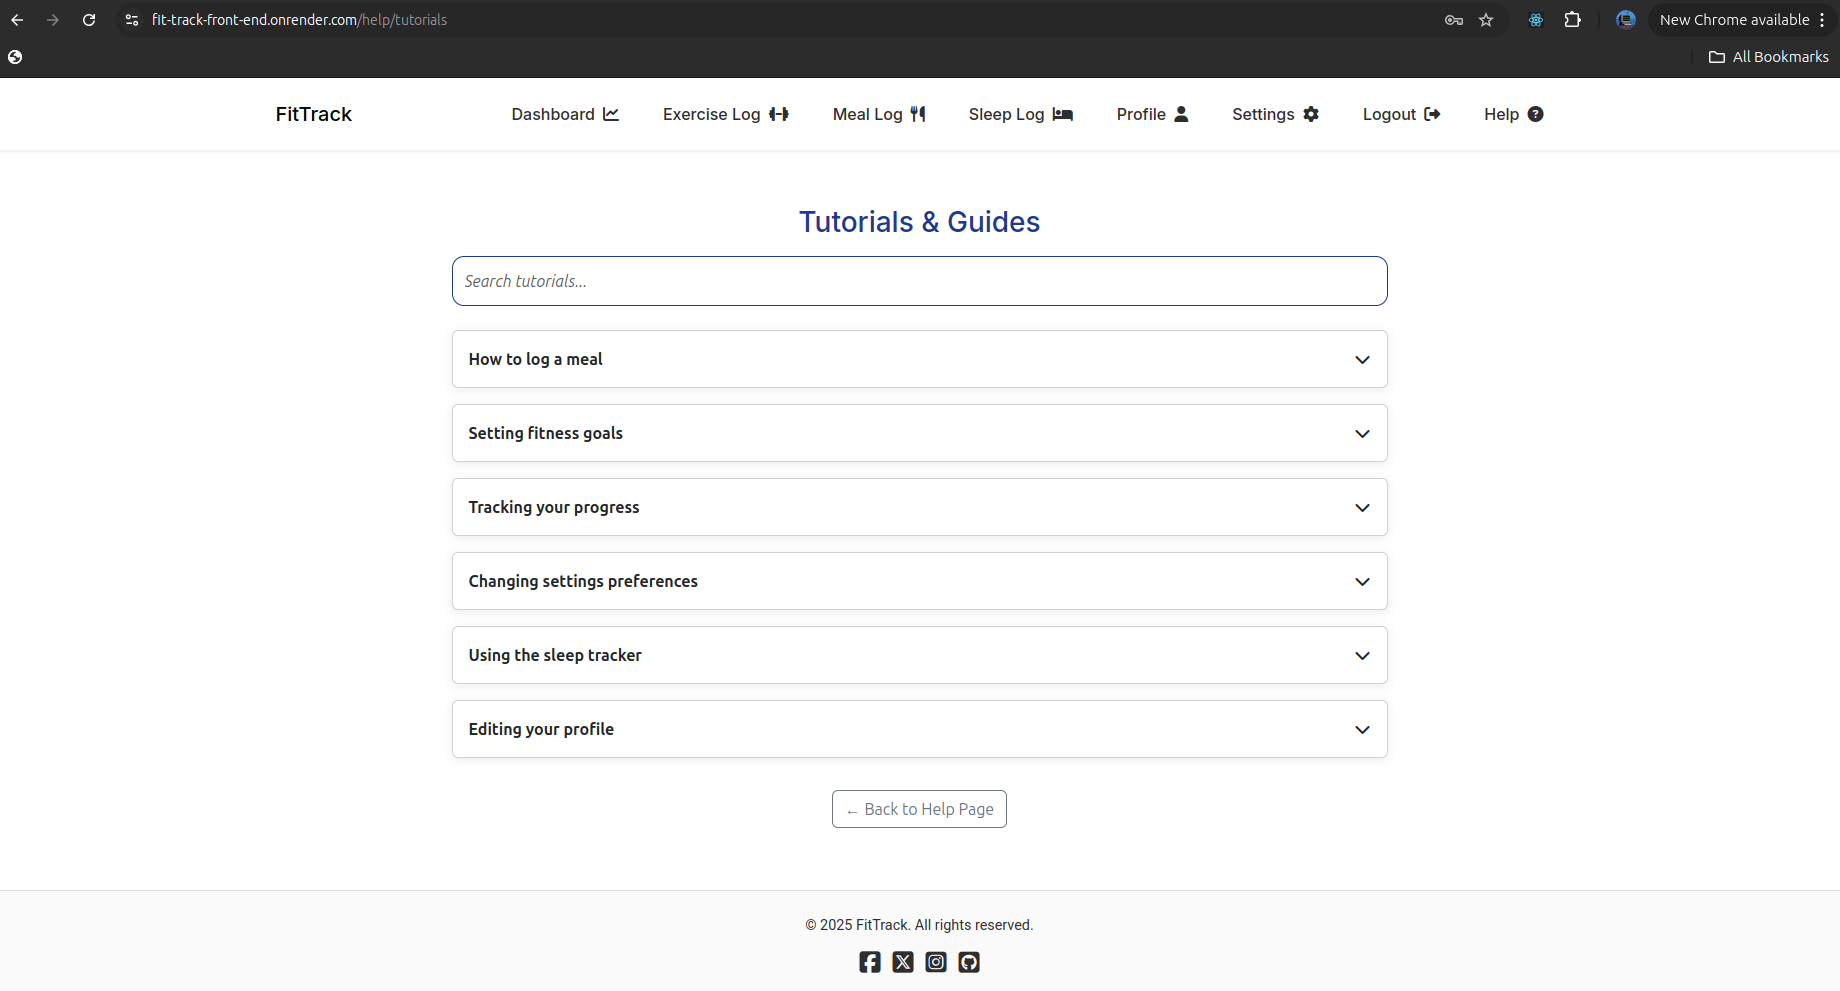 fit-track-front-end.onrender.com/help/tutorials
New Chrome available
All Bookmarks
FitTrack
Dashboard
Exercise Log
Meal Log
Sleep Log
Profile
Settings
Logout
Help
Tutorials & Guides
Search tutorials...
How to log a meal
Setting fitness goals
Tracking your progress
Changing settings preferences
Using the sleep tracker
Editing your profile
← Back to Help Page
© 2025 FitTrack. All rights reserved.